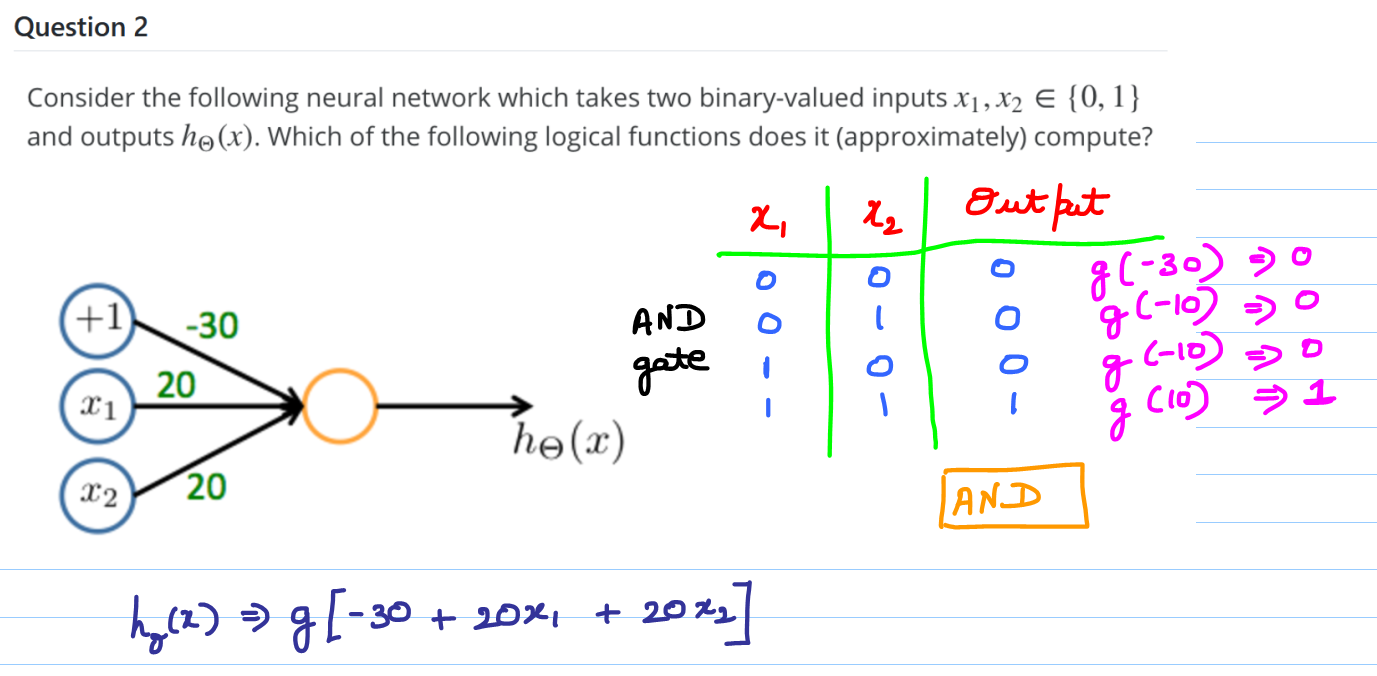 Question 2
Consider the following neural network which takes two binary-valued inputs x₁, x₂ ∈ {0, 1}
and outputs h_Θ(x). Which of the following logical functions does it (approximately) compute?
x₁ x₂ Output
0 0 0 g(-30) ⇒ 0
AND 0 1 0 g(-10) ⇒ 0
gate 1 0 0 g(-10) ⇒ 0
1 1 1 g(10) ⇒ 1
+1 -30
x₁ 20
x₂ 20
h_Θ(x)
AND
h_θ(x) ⇒ g[-30 + 20x₁ + 20x₂]